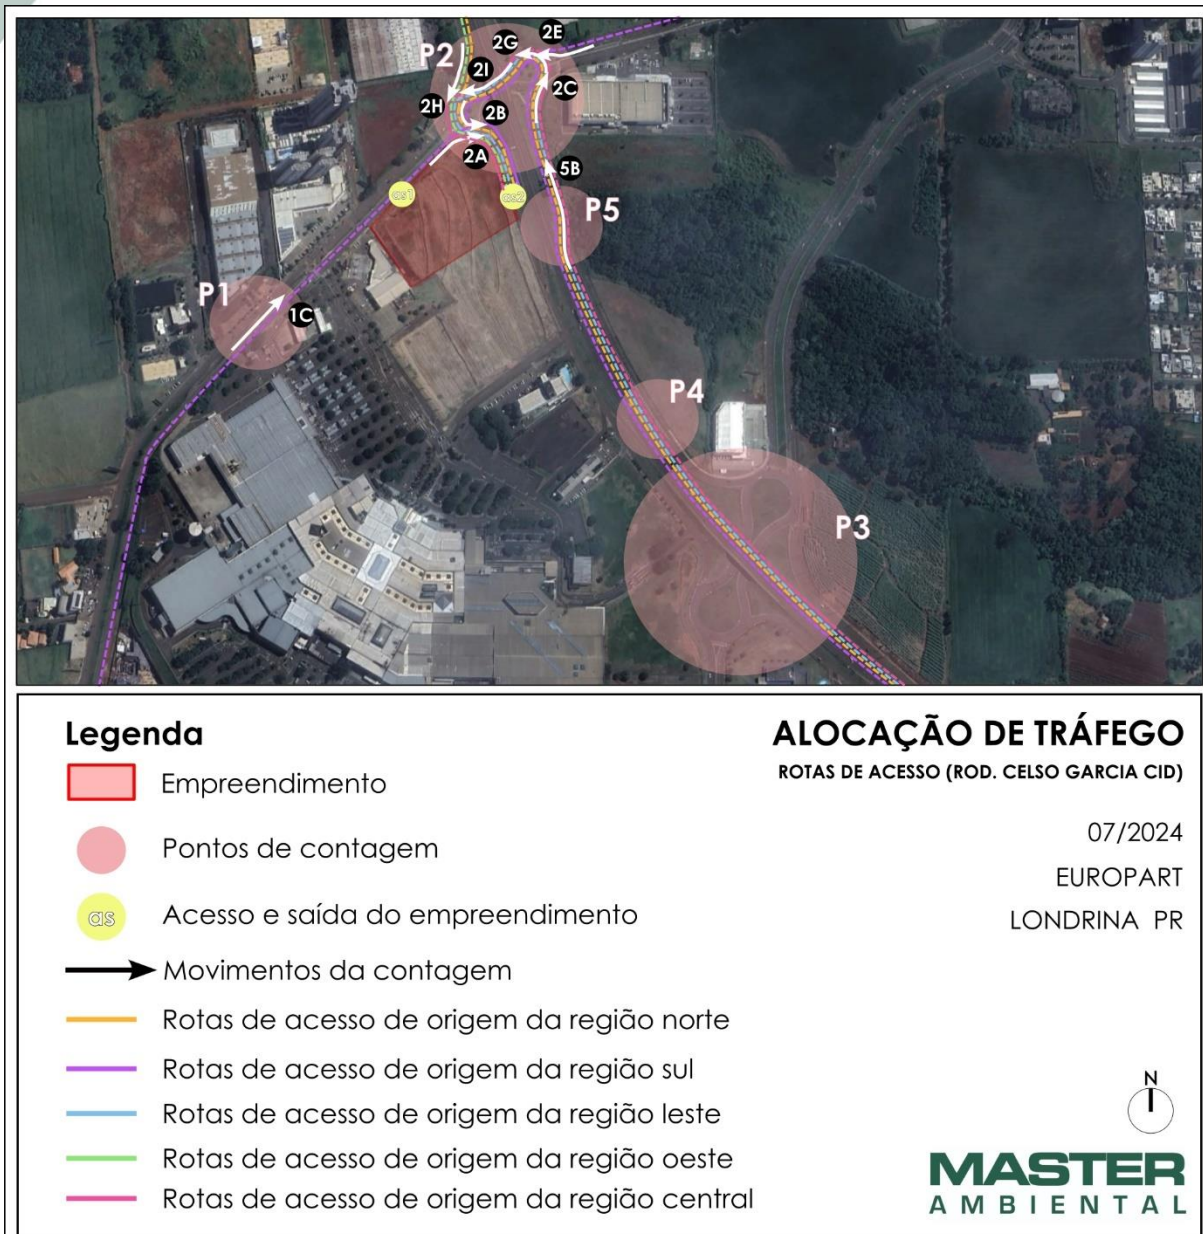 2E
2G
P2
2I
2C
2H
2B
2A
5B
as1
as2
P5
P1
1C
P4
P3
Legenda
Empreendimento
Pontos de contagem
as
Acesso e saída do empreendimento
Movimentos da contagem
Rotas de acesso de origem da região norte
Rotas de acesso de origem da região sul
Rotas de acesso de origem da região leste
Rotas de acesso de origem da região oeste
Rotas de acesso de origem da região central
ALOCAÇÃO DE TRÁFEGO
ROTAS DE ACESSO (ROD. CELSO GARCIA CID)
07/2024
EUROPART
LONDRINA PR
N
MASTER
AMBIENTAL